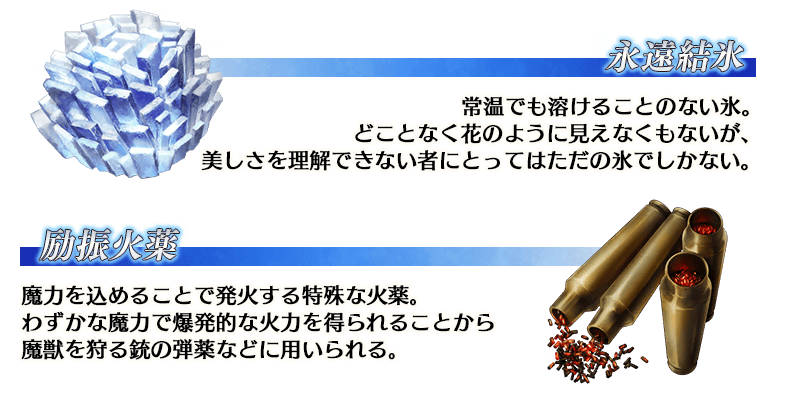 永遠結氷
常温でも溶けることのない氷。
どことなく花のように見えなくもないが、
美しさを理解できない者にとってはただの氷でしかない。
励振火薬
魔力を込めることで発火する特殊な火薬。
わずかな魔力で爆発的な火力を得られることから
魔獣を狩る銃の弾薬などに用いられる。